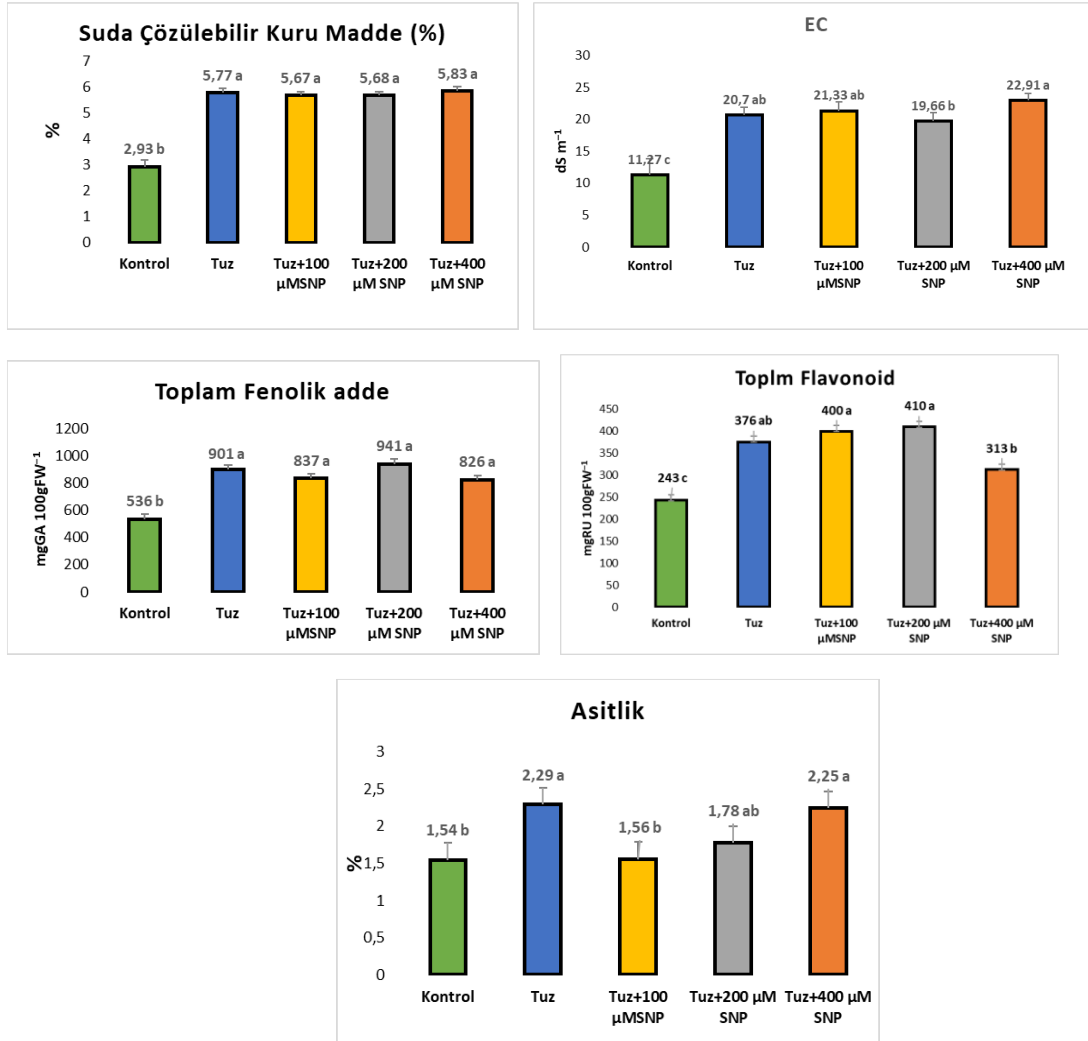 Suda Çözülebilir Kuru Madde (%)
7
6
5
4
3
2
1
0
%
2,93 b
5,77 a
5,67 a
5,68 a
5,83 a
Kontrol
Tuz
Tuz+100
µMSNP
Tuz+200
µM SNP
Tuz+400
µM SNP
EC
30
25
20
15
10
5
0
dS m⁻¹
11,27 c
20,7 ab
21,33 ab
19,66 b
22,91 a
Kontrol
Tuz
Tuz+100
µMSNP
Tuz+200 µM
SNP
Tuz+400 µM
SNP
Toplam Fenolik adde
1200
1000
800
600
400
200
0
mgGA 100gFW⁻¹
536 b
901 a
837 a
941 a
826 a
Kontrol
Tuz
Tuz+100
µMSNP
Tuz+200
µM SNP
Tuz+400
µM SNP
Toplm Flavonoid
450
400
350
300
250
200
150
100
50
0
mgRU 100gFW⁻¹
243 c
376 ab
400 a
410 a
313 b
Kontrol
Tuz
Tuz+100
µMSNP
Tuz+200 µM
SNP
Tuz+400 µM
SNP
Asitlik
3
2,5
2
1,5
1
0,5
0
%
1,54 b
2,29 a
1,56 b
1,78 ab
2,25 a
Kontrol
Tuz
Tuz+100
µMSNP
Tuz+200 µM
SNP
Tuz+400 µM
SNP